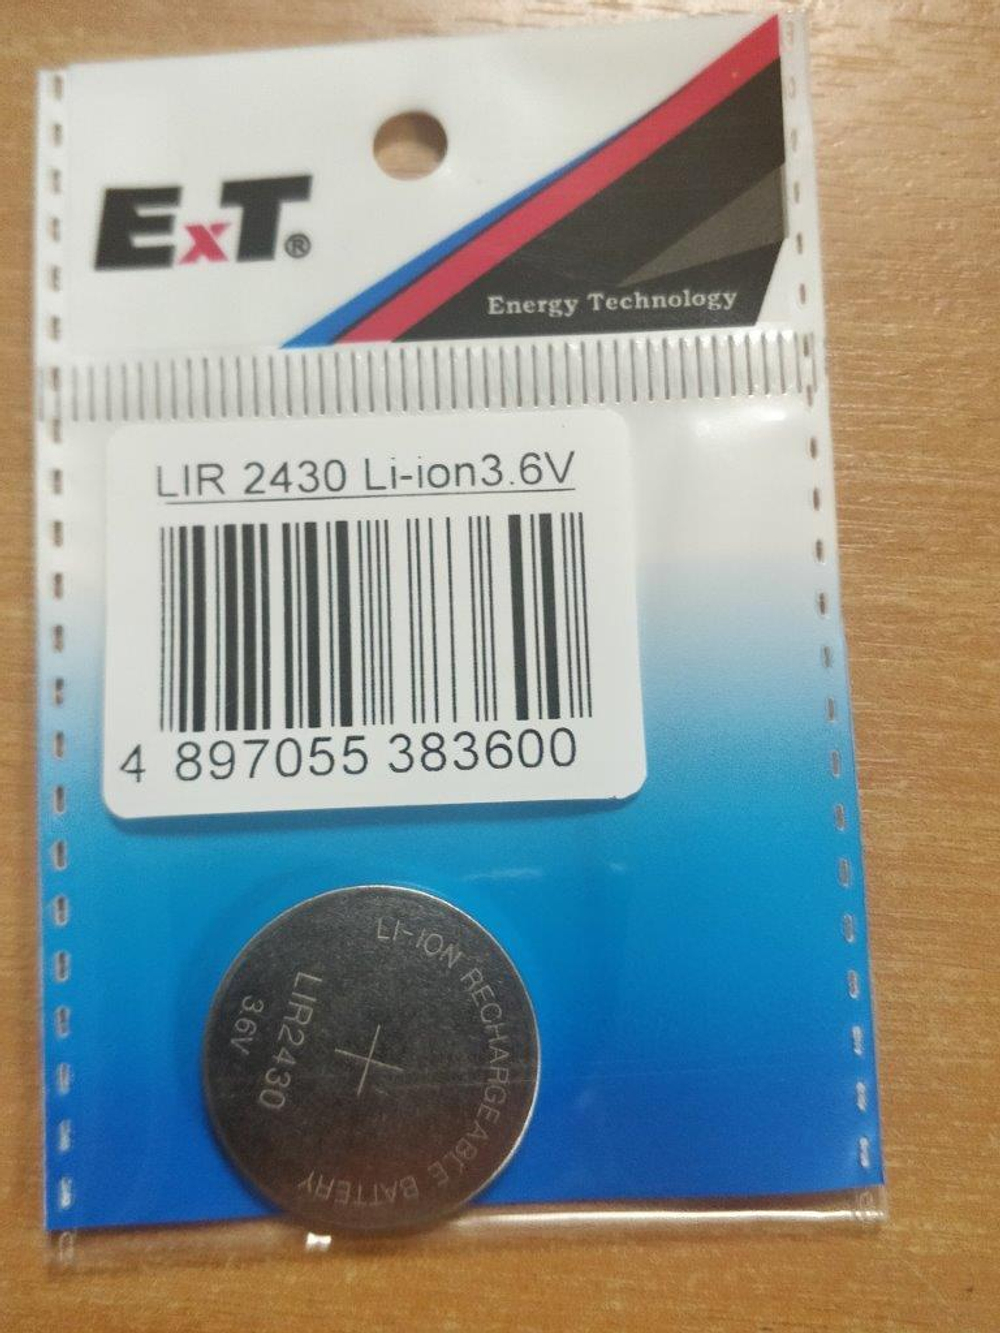 ExT®
Energy Technology
LIR 2430 Li-ion3.6V
4 897055 383600
LI-ION RECHARGEABLE BATTERY
LIR2430
3.6V
+